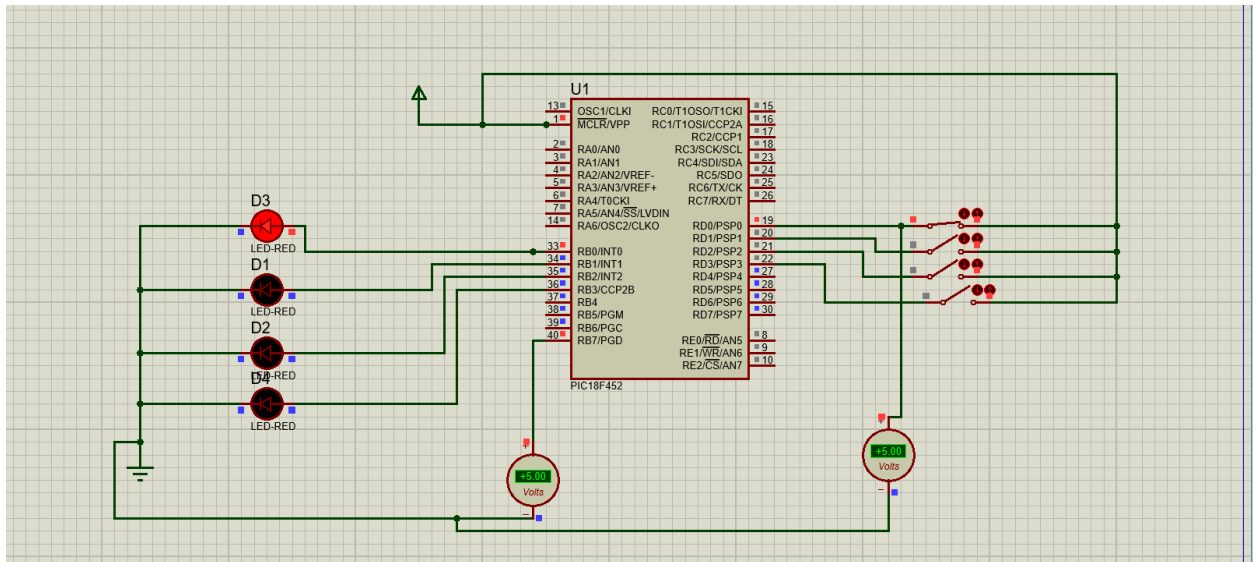 U1
13 OSC1/CLKI
1 MCLR/VPP
2 RA0/AN0
3 RA1/AN1
4 RA2/AN2/VREF-
5 RA3/AN3/VREF+
6 RA4/T0CKI
7 RA5/AN4/SS/LVDIN
14 RA6/OSC2/CLKO
33 RB0/INT0
34 RB1/INT1
35 RB2/INT2
36 RB3/CCP2B
37 RB4
38 RB5/PGM
39 RB6/PGC
40 RB7/PGD
RC0/T1OSO/T1CKI 15
RC1/T1OSI/CCP2A 16
RC2/CCP1 17
RC3/SCK/SCL 18
RC4/SDI/SDA 23
RC5/SDO 24
RC6/TX/CK 25
RC7/RX/DT 26
RD0/PSP0 19
RD1/PSP1 20
RD2/PSP2 21
RD3/PSP3 22
RD4/PSP4 27
RD5/PSP5 28
RD6/PSP6 29
RD7/PSP7 30
RE0/RD/AN5 8
RE1/WR/AN6 9
RE2/CS/AN7 10
PIC18F452
D3
LED-RED
D1
LED-RED
D2
LED-RED
D4
LED-RED
+5.00
Volts
+5.00
Volts